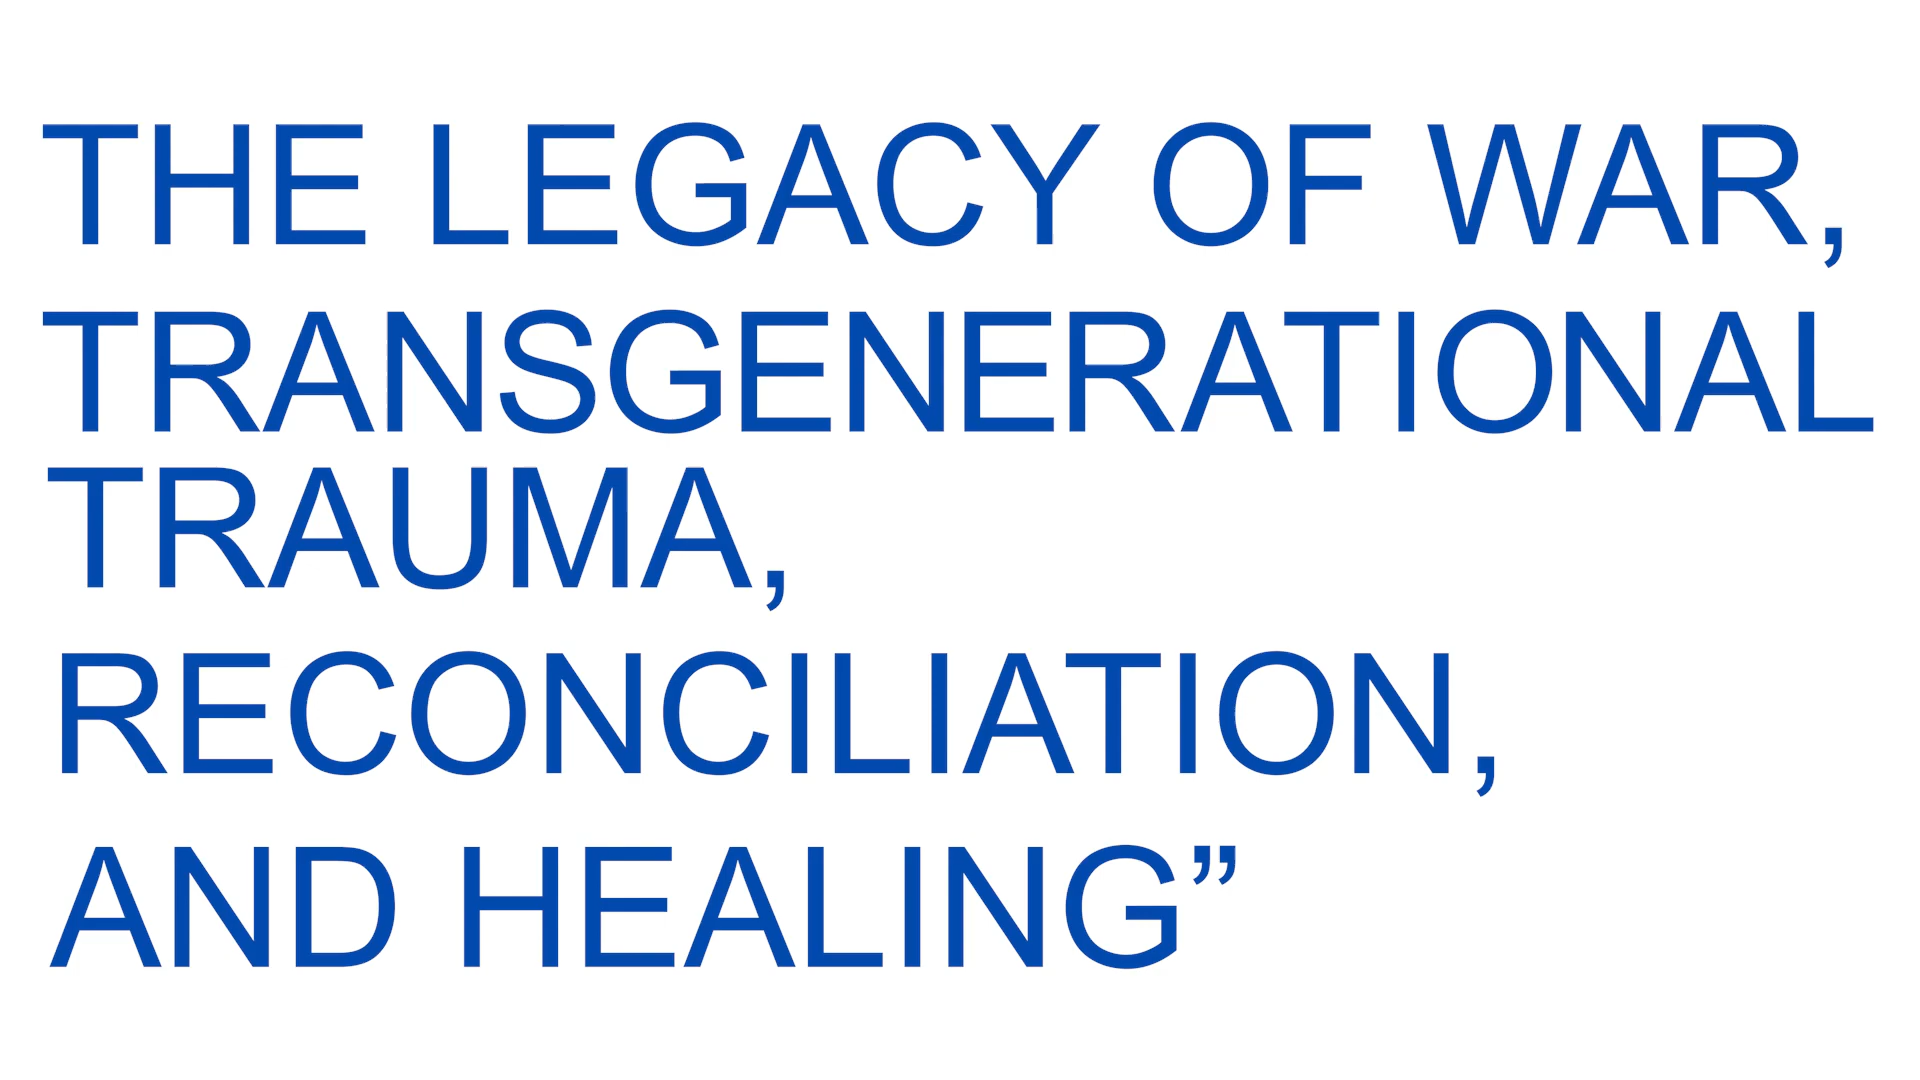 THE LEGACY OF WAR,
TRANSGENERATIONAL
TRAUMA,
RECONCILIATION,
AND HEALING”